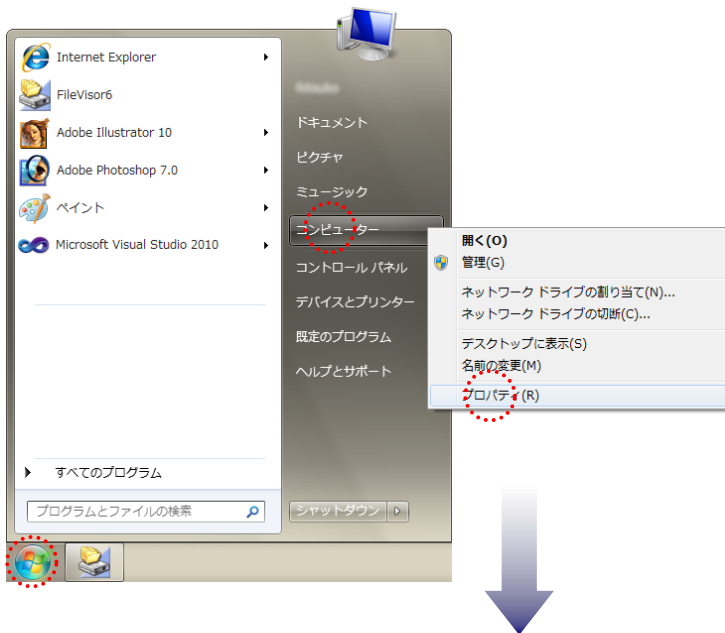 Internet Explorer
FileVisor6
Adobe Illustrator 10
Adobe Photoshop 7.0
ペイント
Microsoft Visual Studio 2010
すべてのプログラム
プログラムとファイルの検索
ドキュメント
ピクチャ
ミュージック
コンピューター
コントロール パネル
デバイスとプリンター
既定のプログラム
ヘルプとサポート
シャットダウン
開く(O)
管理(G)
ネットワーク ドライブの割り当て(N)...
ネットワーク ドライブの切断(C)...
デスクトップに表示(S)
名前の変更(M)
プロパティ(R)